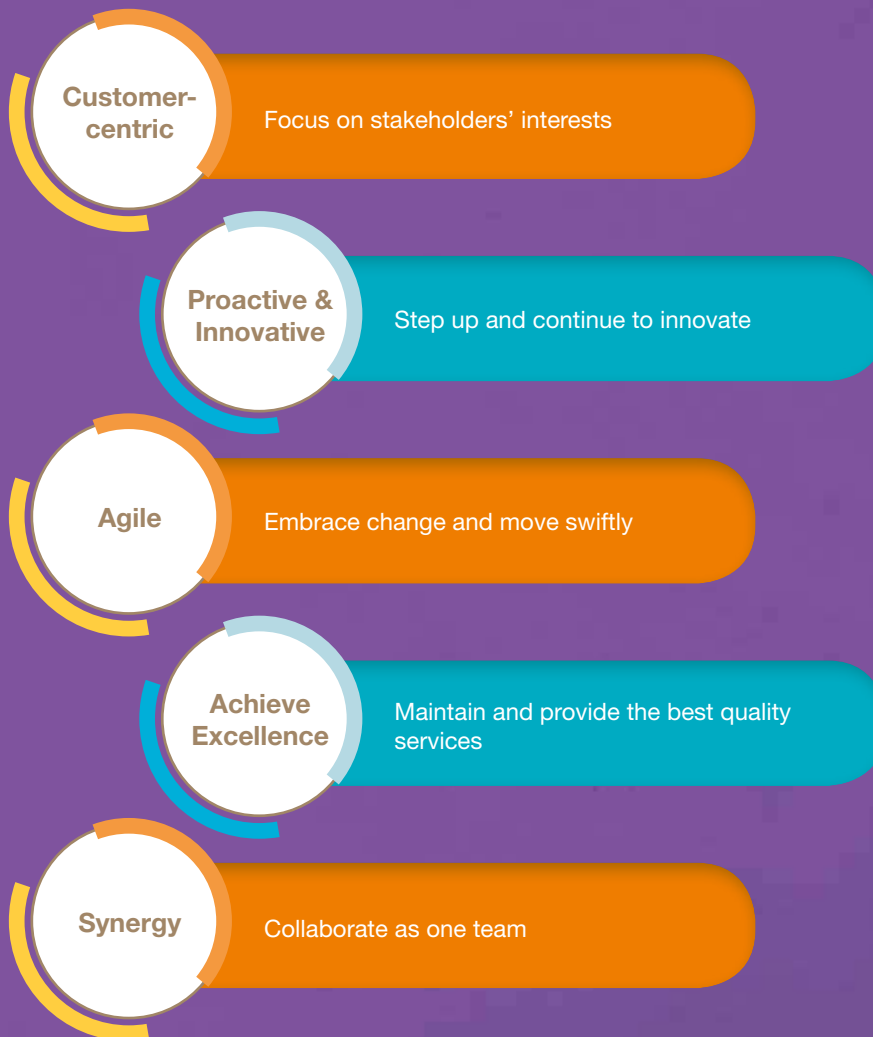 Customer-
centric
Focus on stakeholders’ interests
Proactive &
Innovative
Step up and continue to innovate
Agile
Embrace change and move swiftly
Achieve
Excellence
Maintain and provide the best quality
services
Synergy
Collaborate as one team